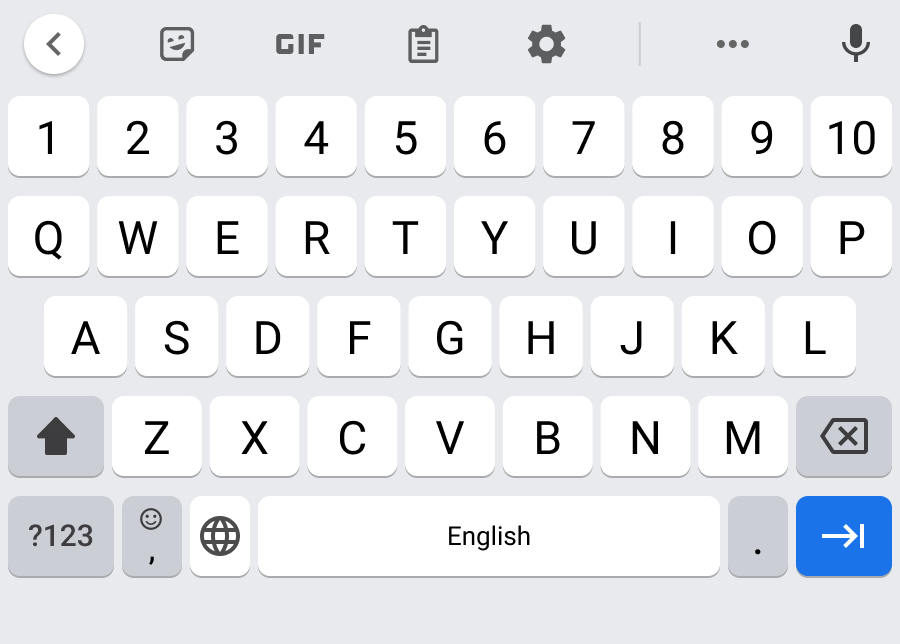 GIF
1 2 3 4 5 6 7 8 9 10
Q W E R T Y U I O P
A S D F G H J K L
Z X C V B N M
?123 , English .